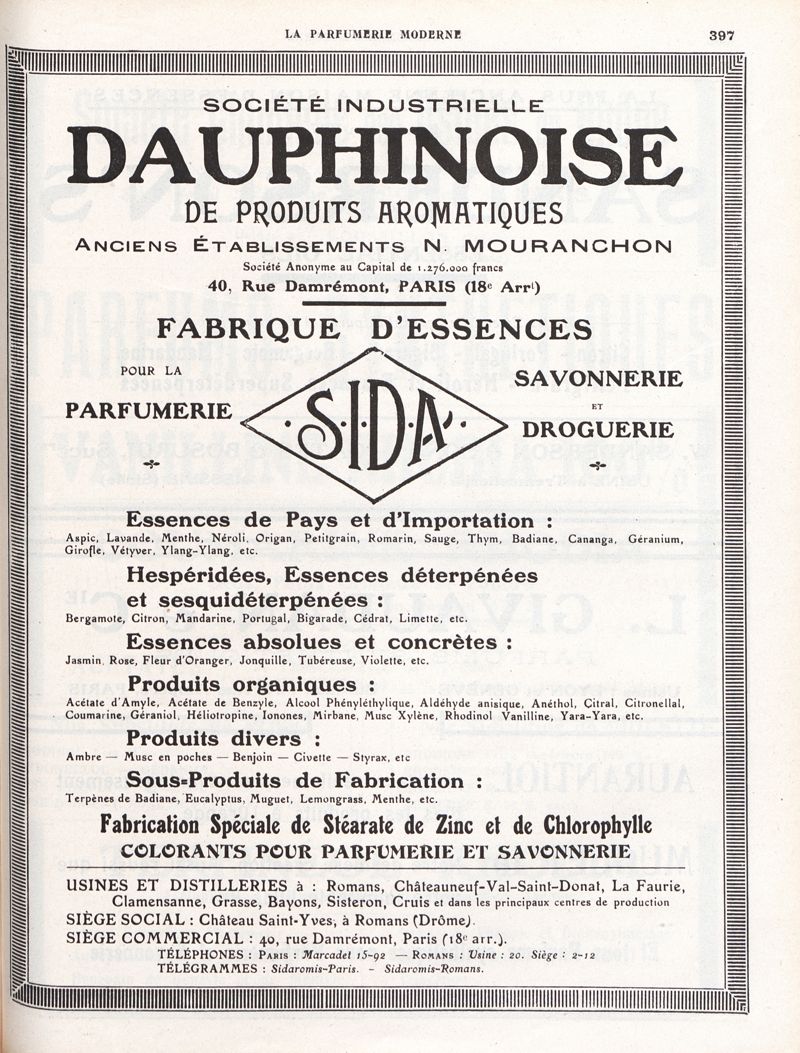 LA PARFUMERIE MODERNE
397
SOCIÉTÉ INDUSTRIELLE
DAUPHINOISE
DE PRODUITS AROMATIQUES
ANCIENS ÉTABLISSEMENTS N. MOURANCHON
Société Anonyme au Capital de 1.276.000 francs
40, Rue Damrémont, PARIS (18e Arrt)
FABRIQUE D'ESSENCES
POUR LA
PARFUMERIE
S.I.D.A.
SAVONNERIE
ET
DROGUERIE
Essences de Pays et d'Importation :
Aspic, Lavande, Menthe, Néroli, Origan, Petitgrain, Romarin, Sauge, Thym, Badiane, Cananga, Géranium,
Girofle, Vétyver, Ylang-Ylang, etc.
Hespéridées, Essences déterpénées
et sesquidéterpénées :
Bergamote, Citron, Mandarine, Portugal, Bigarade, Cédrat, Limette, etc.
Essences absolues et concrètes :
Jasmin, Rose, Fleur d'Oranger, Jonquille, Tubéreuse, Violette, etc.
Produits organiques :
Acétate d'Amyle, Acétate de Benzyle, Alcool Phényléthylique, Aldéhyde anisique, Anéthol, Citral, Citronellal,
Coumarine, Géraniol, Héliotropine, Ionones, Mirbane, Musc Xylène, Rhodinol Vanilline, Yara-Yara, etc.
Produits divers :
Ambre — Musc en poches — Benjoin — Civette — Styrax, etc
Sous-Produits de Fabrication :
Terpènes de Badiane, Eucalyptus, Muguet, Lemongrass, Menthe, etc.
Fabrication Spéciale de Stéarate de Zinc et de Chlorophylle
COLORANTS POUR PARFUMERIE ET SAVONNERIE
USINES ET DISTILLERIES à : Romans, Châteauneuf-Val-Saint-Donat, La Faurie,
Clamensanne, Grasse, Bayons, Sisteron, Cruis et dans les principaux centres de production
SIÈGE SOCIAL : Château Saint-Yves, à Romans (Drôme).
SIÈGE COMMERCIAL : 40, rue Damrémont, Paris (18e arr.).
TÉLÉPHONES : PARIS : Marcadet 15-92 — ROMANS : Usine : 20. Siège : 2-12
TÉLÉGRAMMES : Sidaromis-Paris. - Sidaromis-Romans.